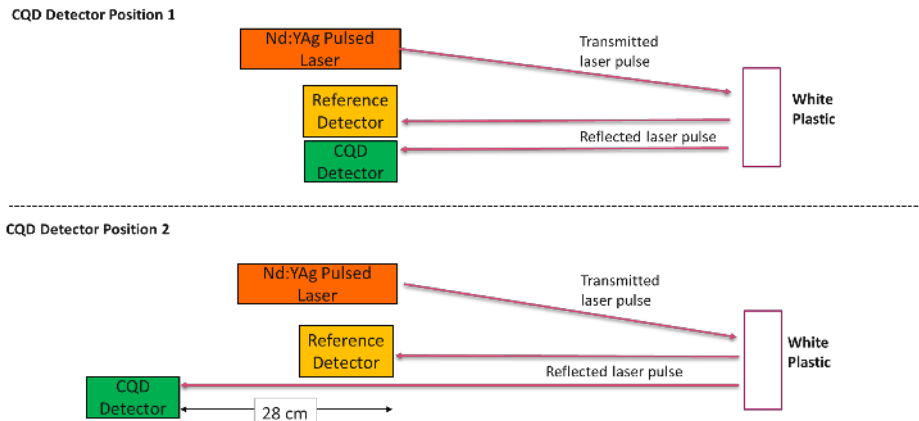 CQD Detector Position 1
Nd:YAg Pulsed
Laser
Transmitted
laser pulse
Reference
Detector
White
Plastic
Reflected laser pulse
CQD
Detector
CQD Detector Position 2
Nd:YAg Pulsed
Laser
Transmitted
laser pulse
Reference
Detector
White
Plastic
Reflected laser pulse
CQD
Detector
28 cm